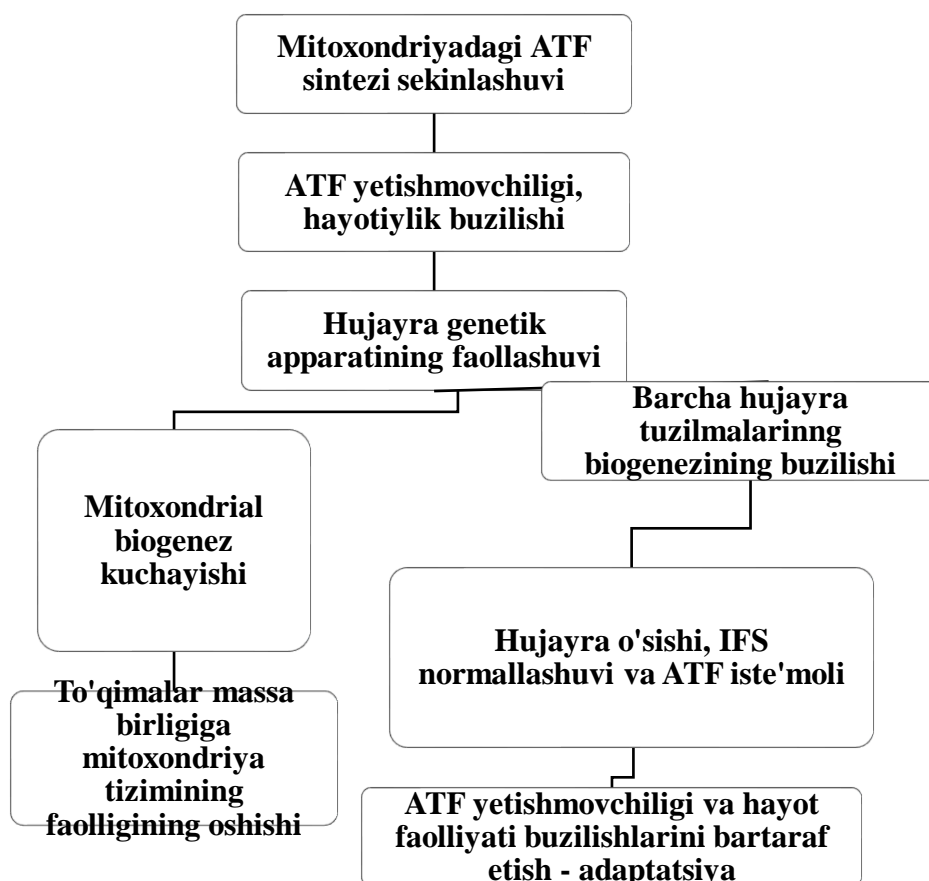 Mitoxondriyadagi ATF
sintezi sekinlashuvi
ATF yetishmovchiligi,
hayotiylik buzilishi
Hujayra genetik
apparatining faollashuvi
Barcha hujayra
tuzilmalarinng
biogenezining buzilishi
Mitoxondrial
biogenez
kuchayishi
Hujayra o'sishi, IFS
normallashuvi va ATF iste'moli
To'qimalar massa
birligiga
mitoxondriya
tizimining
faolligining oshishi
ATF yetishmovchiligi va hayot
faolliyati buzilishlarini bartaraf
etish - adaptatsiya